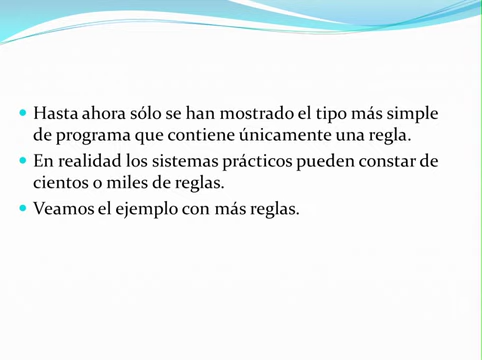 Hasta ahora sólo se han mostrado el tipo más simple
de programa que contiene únicamente una regla.
En realidad los sistemas prácticos pueden constar de
cientos o miles de reglas.
Veamos el ejemplo con más reglas.